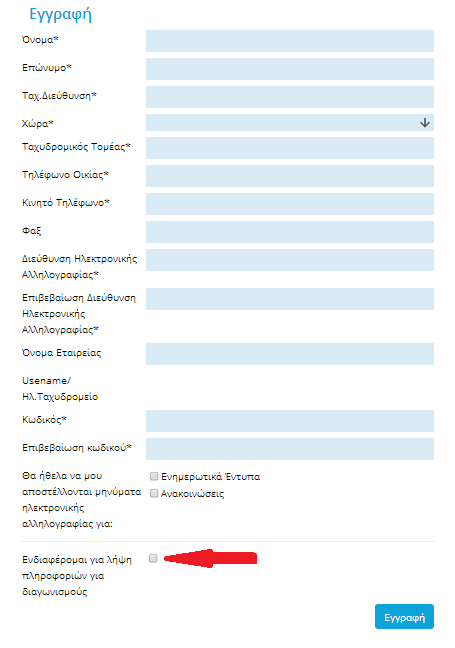 Εγγραφή
Όνομα*
Επώνυμο*
Ταχ.Διεύθυνση*
Χώρα*
Ταχυδρομικός Τομέας*
Τηλέφωνο Οικίας*
Κινητό Τηλέφωνο*
Φαξ
Διεύθυνση Ηλεκτρονικής
Αλληλογραφίας*
Επιβεβαίωση Διεύθυνση
Ηλεκτρονικής
Αλληλογραφίας*
Όνομα Εταιρείας
Usename/
Ηλ.Ταχυδρομείο
Κωδικός*
Επιβεβαίωση κωδικού*
Θα ήθελα να μου
αποστέλλονται μηνύματα
ηλεκτρονικής
αλληλογραφίας για:
Ενημερωτικά Έντυπα
Ανακοινώσεις
Ενδιαφέρομαι για λήψη
πληροφοριών για
διαγωνισμούς
Εγγραφή